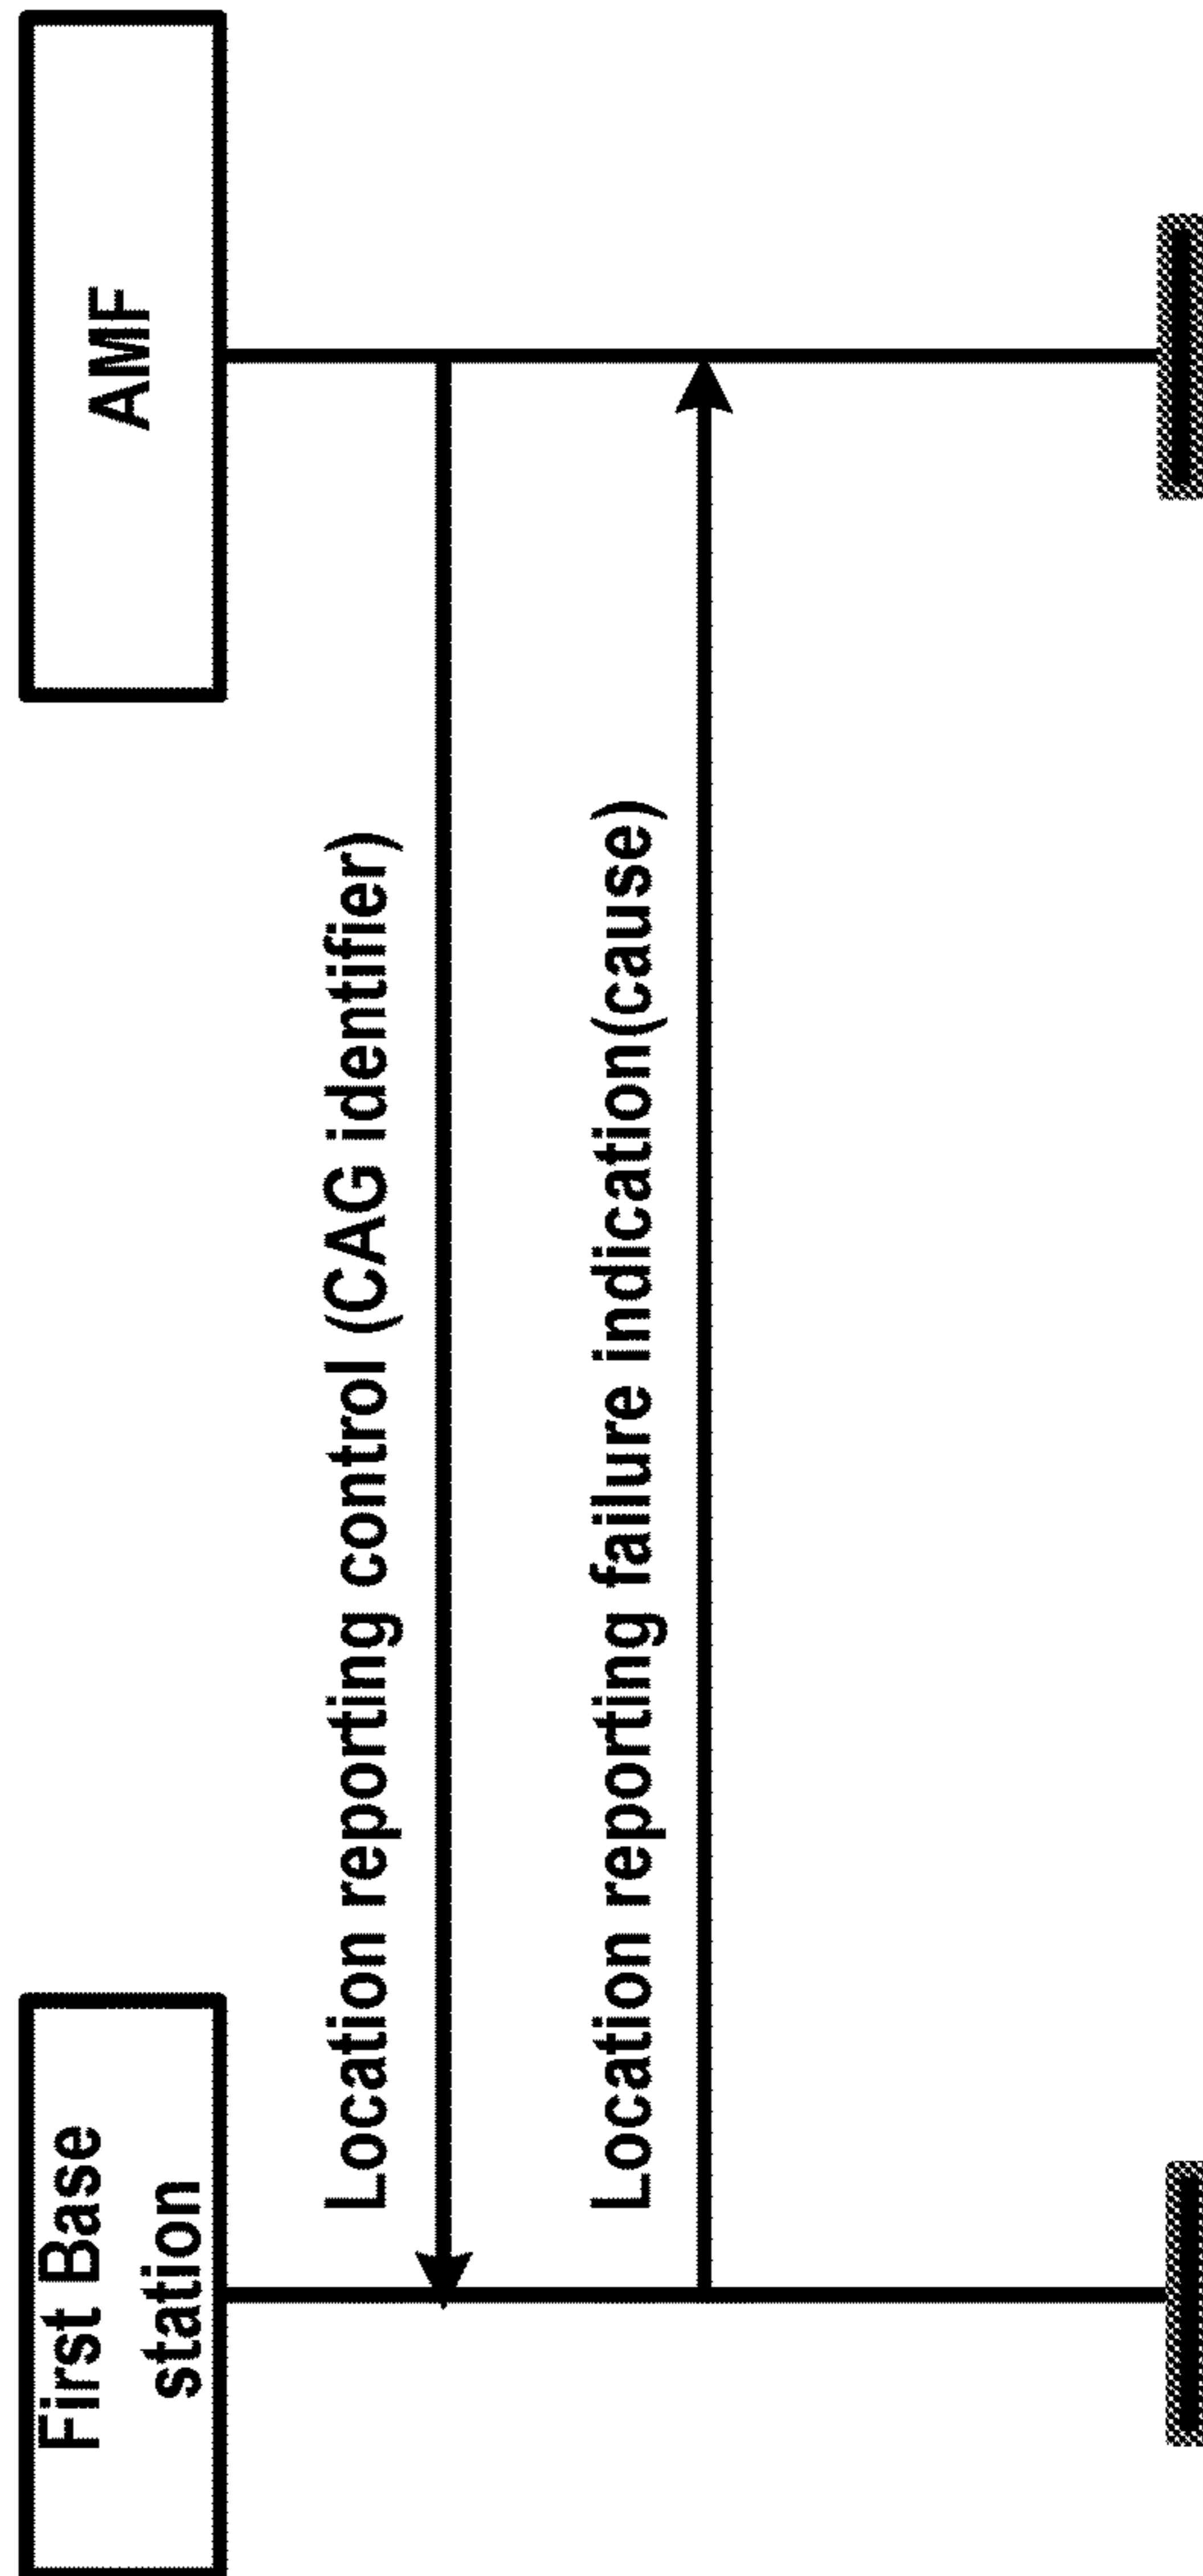 First Base
station
AMF
Location reporting control (CAG identifier)
Location reporting failure indication(cause)